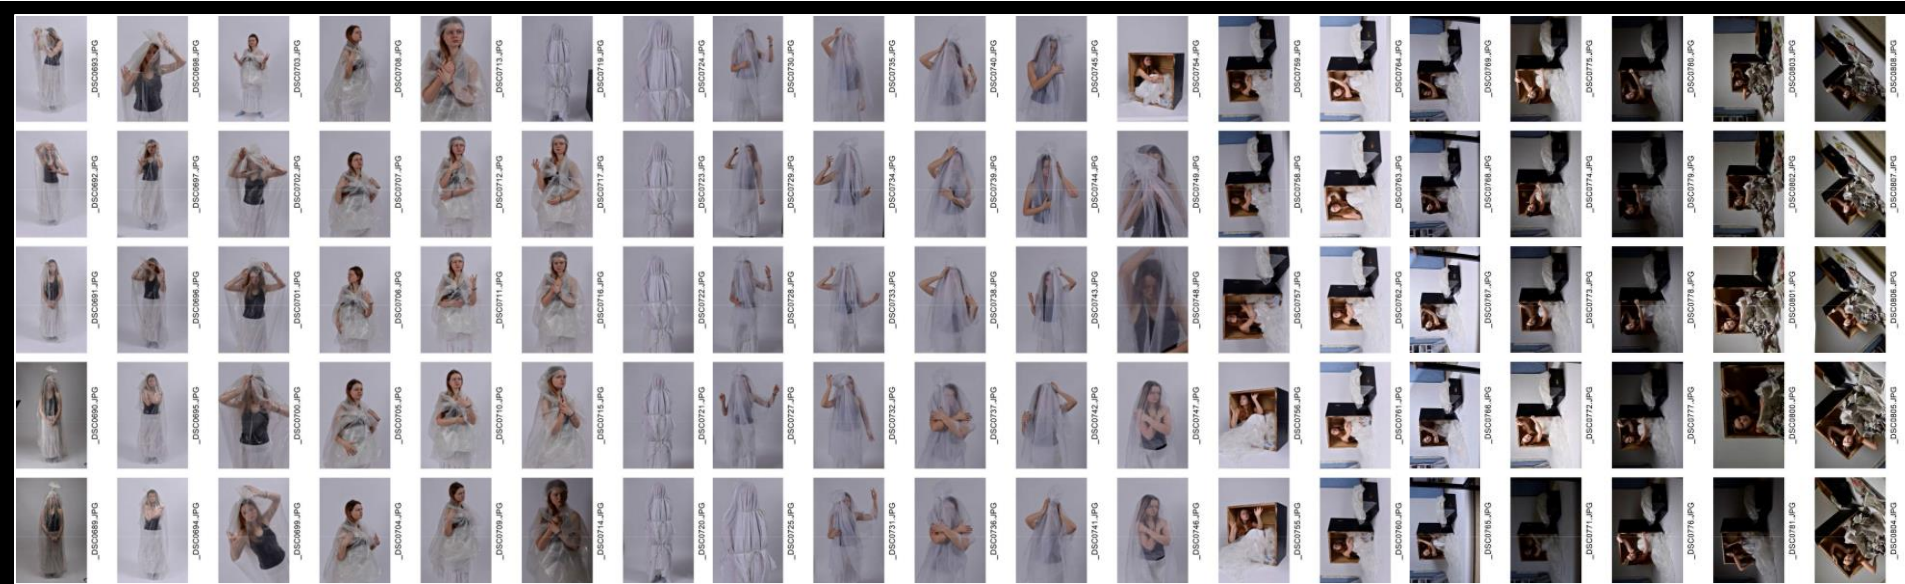 _DSC0689.JPG _DSC0690.JPG _DSC0691.JPG _DSC0692.JPG _DSC0693.JPG
_DSC0694.JPG _DSC0695.JPG _DSC0696.JPG _DSC0697.JPG _DSC0698.JPG
_DSC0699.JPG _DSC0700.JPG _DSC0701.JPG _DSC0702.JPG _DSC0703.JPG
_DSC0704.JPG _DSC0705.JPG _DSC0706.JPG _DSC0707.JPG _DSC0708.JPG
_DSC0709.JPG _DSC0710.JPG _DSC0711.JPG _DSC0712.JPG _DSC0713.JPG
_DSC0714.JPG _DSC0715.JPG _DSC0716.JPG _DSC0717.JPG _DSC0719.JPG
_DSC0720.JPG _DSC0721.JPG _DSC0722.JPG _DSC0723.JPG _DSC0724.JPG
_DSC0725.JPG _DSC0727.JPG _DSC0728.JPG _DSC0729.JPG _DSC0730.JPG
_DSC0731.JPG _DSC0732.JPG _DSC0733.JPG _DSC0734.JPG _DSC0735.JPG
_DSC0736.JPG _DSC0737.JPG _DSC0738.JPG _DSC0739.JPG _DSC0740.JPG
_DSC0741.JPG _DSC0742.JPG _DSC0743.JPG _DSC0744.JPG _DSC0745.JPG
_DSC0746.JPG _DSC0747.JPG _DSC0748.JPG _DSC0749.JPG _DSC0754.JPG
_DSC0755.JPG _DSC0756.JPG _DSC0757.JPG _DSC0758.JPG _DSC0759.JPG
_DSC0760.JPG _DSC0761.JPG _DSC0762.JPG _DSC0763.JPG _DSC0764.JPG
_DSC0765.JPG _DSC0766.JPG _DSC0767.JPG _DSC0768.JPG _DSC0769.JPG
_DSC0771.JPG _DSC0772.JPG _DSC0773.JPG _DSC0774.JPG _DSC0775.JPG
_DSC0776.JPG _DSC0777.JPG _DSC0778.JPG _DSC0779.JPG _DSC0780.JPG
_DSC0781.JPG _DSC0800.JPG _DSC0801.JPG _DSC0802.JPG _DSC0803.JPG
_DSC0804.JPG _DSC0805.JPG _DSC0806.JPG _DSC0807.JPG _DSC0808.JPG